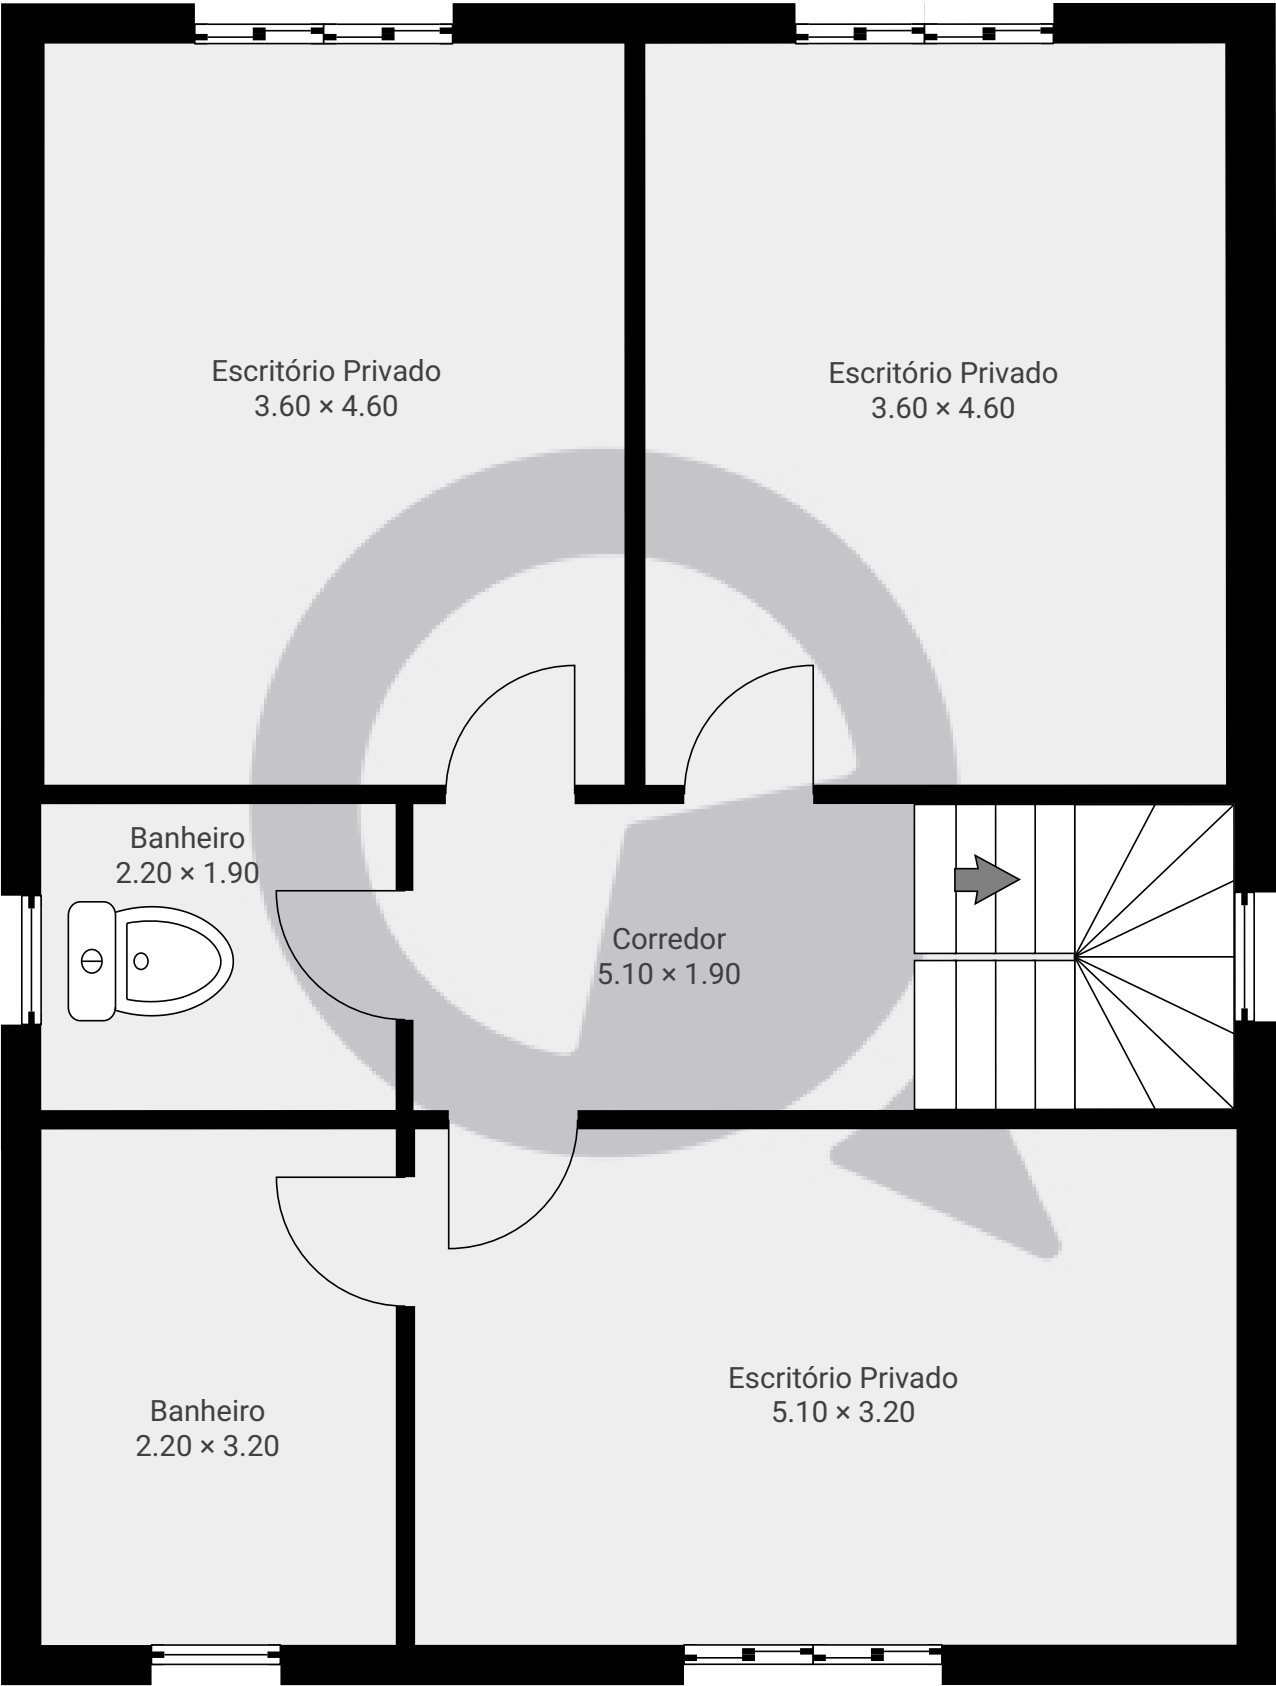 Escritório Privado
3.60 × 4.60
Escritório Privado
3.60 × 4.60
Banheiro
2.20 × 1.90
Corredor
5.10 × 1.90
Escritório Privado
5.10 × 3.20
Banheiro
2.20 × 3.20